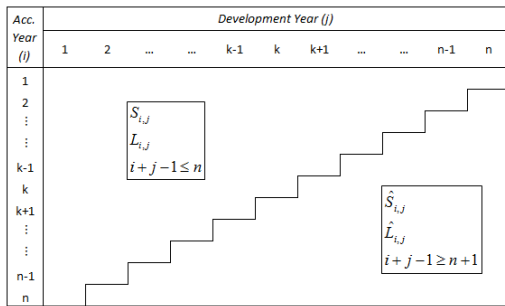 Acc. Year (i)
Development Year (j)
1 2 ... ... k-1 k k+1 ... ... n-1 n
1
2
⋮
⋮
k-1
k
k+1
⋮
⋮
n-1
n
S_{i,j}
L_{i,j}
i + j − 1 ≤ n
Ŝ_{i,j}
L̂_{i,j}
i + j − 1 ≥ n + 1